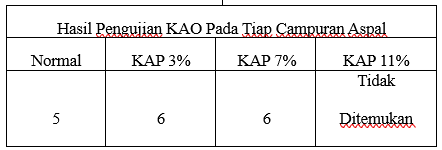 Hasil Pengujian KAO Pada Tiap Campuran Aspal
Normal KAP 3% KAP 7% KAP 11%
Tidak
5 6 6 Ditemukan